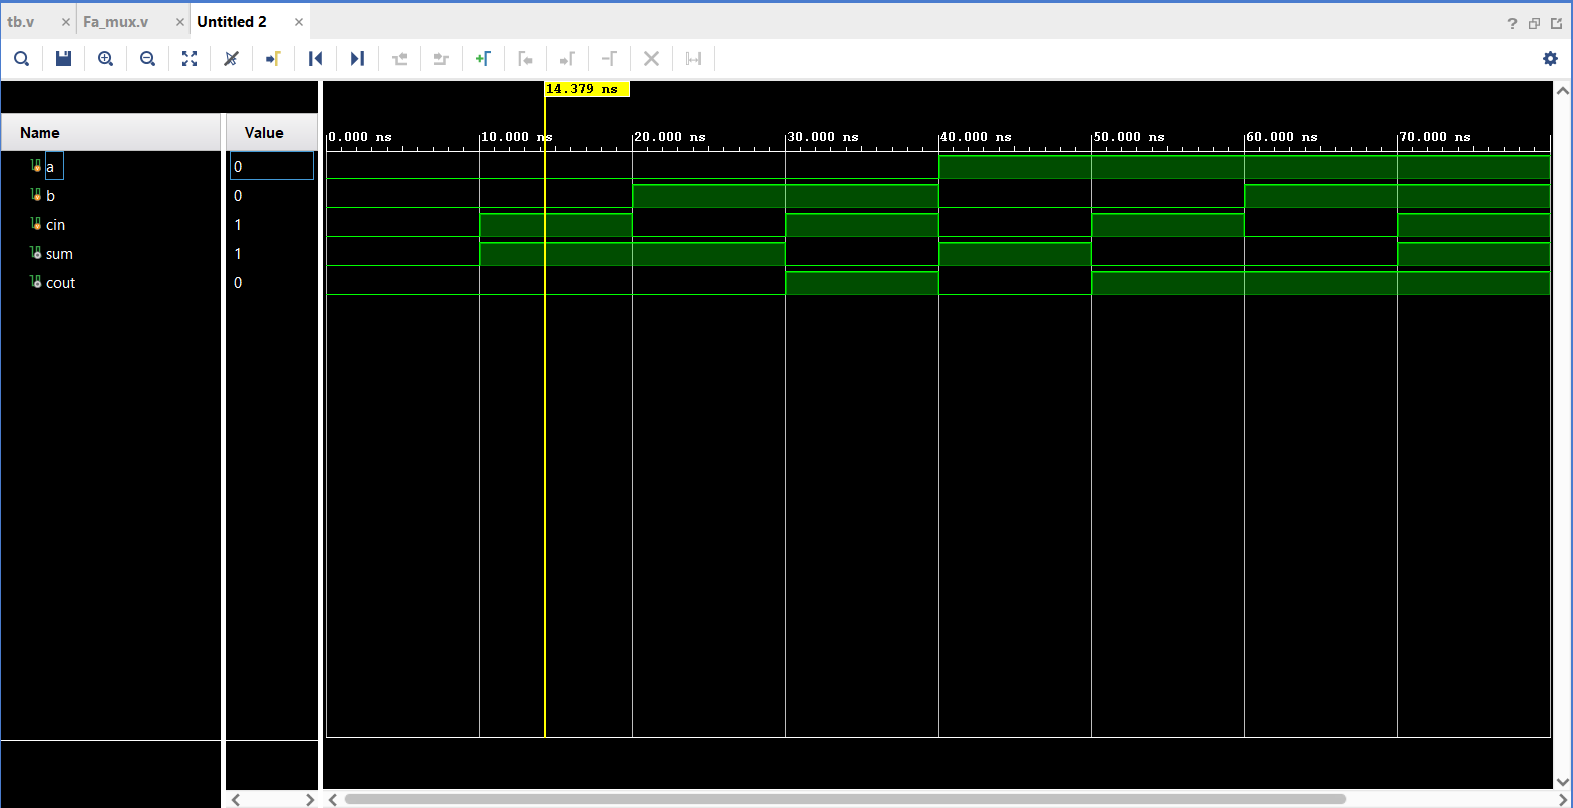 tb.v × Fa_mux.v × Untitled 2 ×
?
14.379 ns
Name Value
0.000 ns 10.000 ns 20.000 ns 30.000 ns 40.000 ns 50.000 ns 60.000 ns 70.000 ns
a 0
b 0
cin 1
sum 1
cout 0